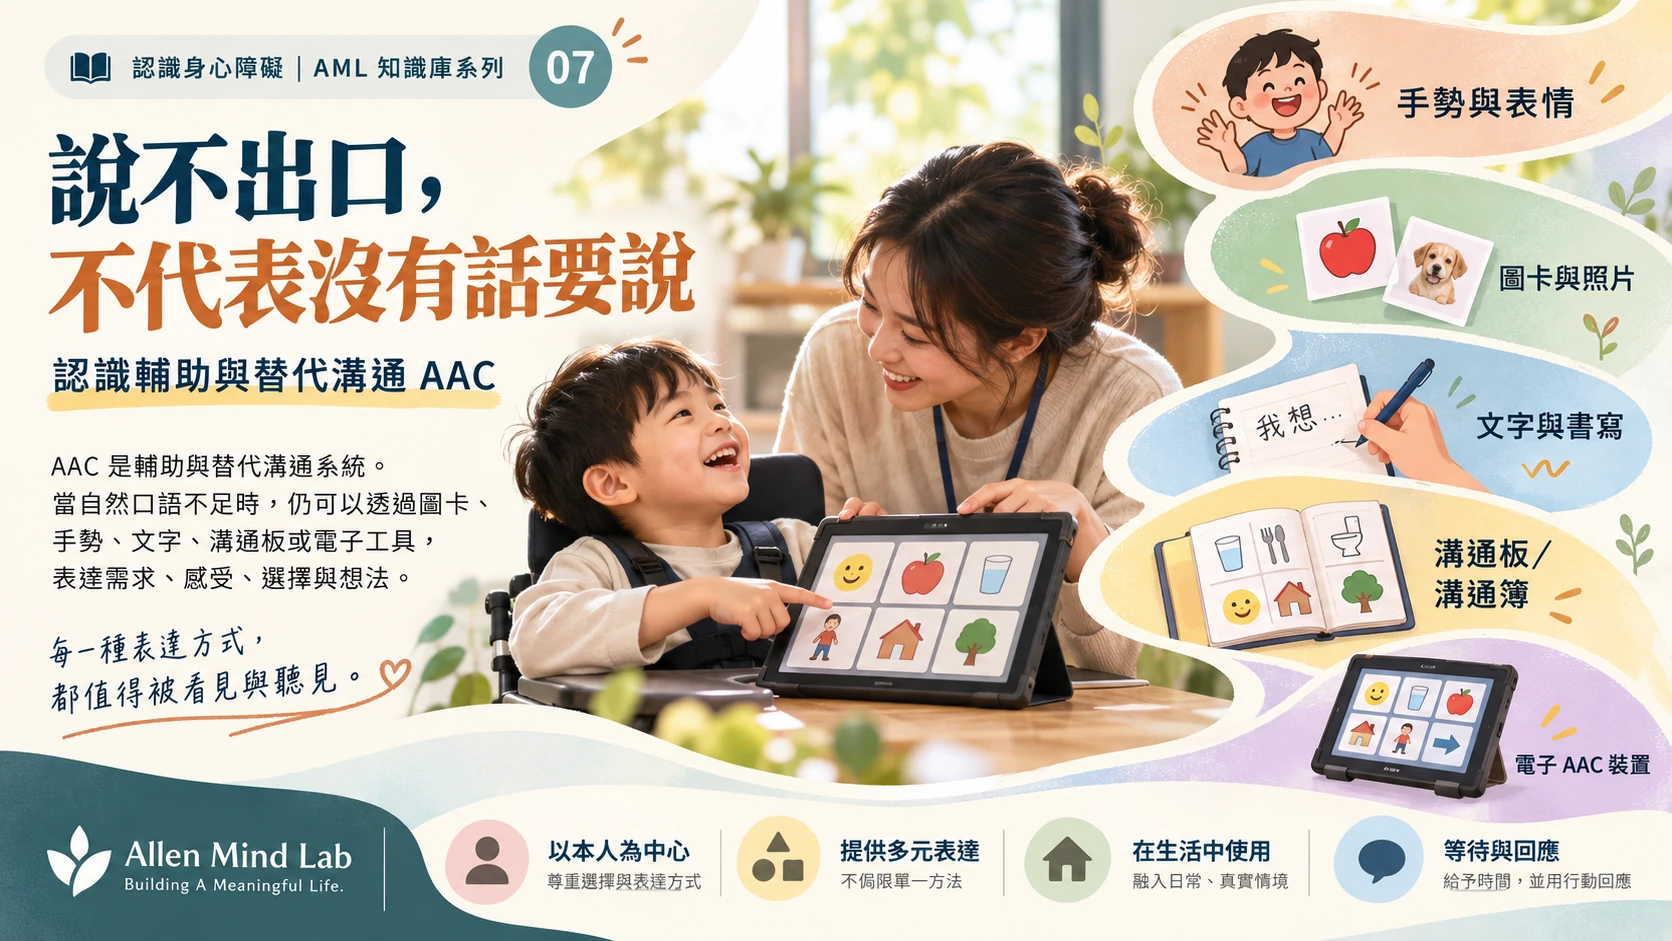 認識身心障礙｜AML 知識庫系列
07
說不出口，
不代表沒有話要說
認識輔助與替代溝通 AAC
AAC 是輔助與替代溝通系統。
當自然口語不足時，仍可以透過圖卡、
手勢、文字、溝通板或電子工具，
表達需求、感受、選擇與想法。
每一種表達方式，
都值得被看見與聽見。
手勢與表情
圖卡與照片
我想...
文字與書寫
溝通板/
溝通簿
電子 AAC 裝置
Allen Mind Lab
Building A Meaningful Life.
以本人為中心
尊重選擇與表達方式
提供多元表達
不侷限單一方法
在生活中使用
融入日常、真實情境
等待與回應
給予時間，並用行動回應